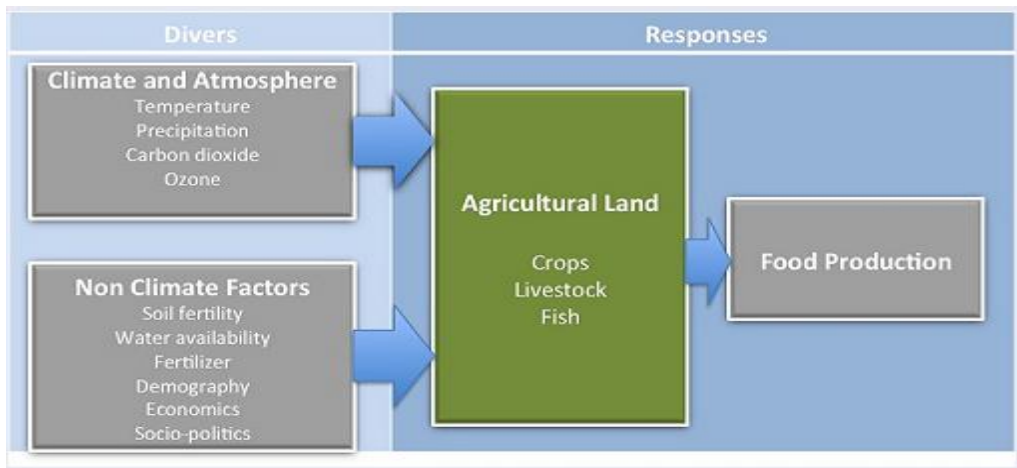 Divers
Responses
Climate and Atmosphere
Temperature
Precipitation
Carbon dioxide
Ozone
Non Climate Factors
Soil fertility
Water availability
Fertilizer
Demography
Economics
Socio-politics
Agricultural Land
Crops
Livestock
Fish
Food Production